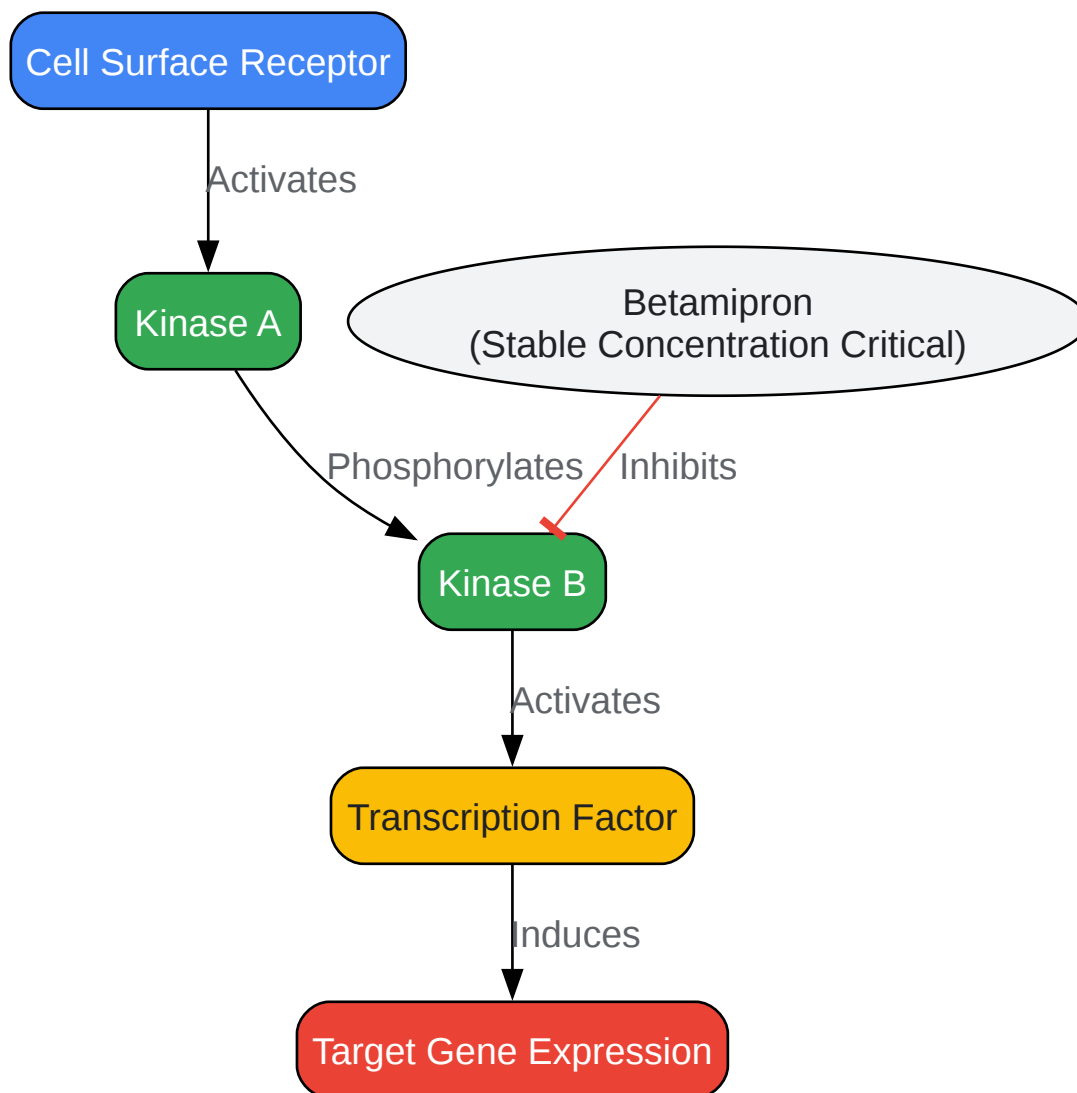 Cell Surface Receptor
Activates
Kinase A
Betamipron
(Stable Concentration Critical)
Phosphorylates
Inhibits
Kinase B
Activates
Transcription Factor
Induces
Target Gene Expression